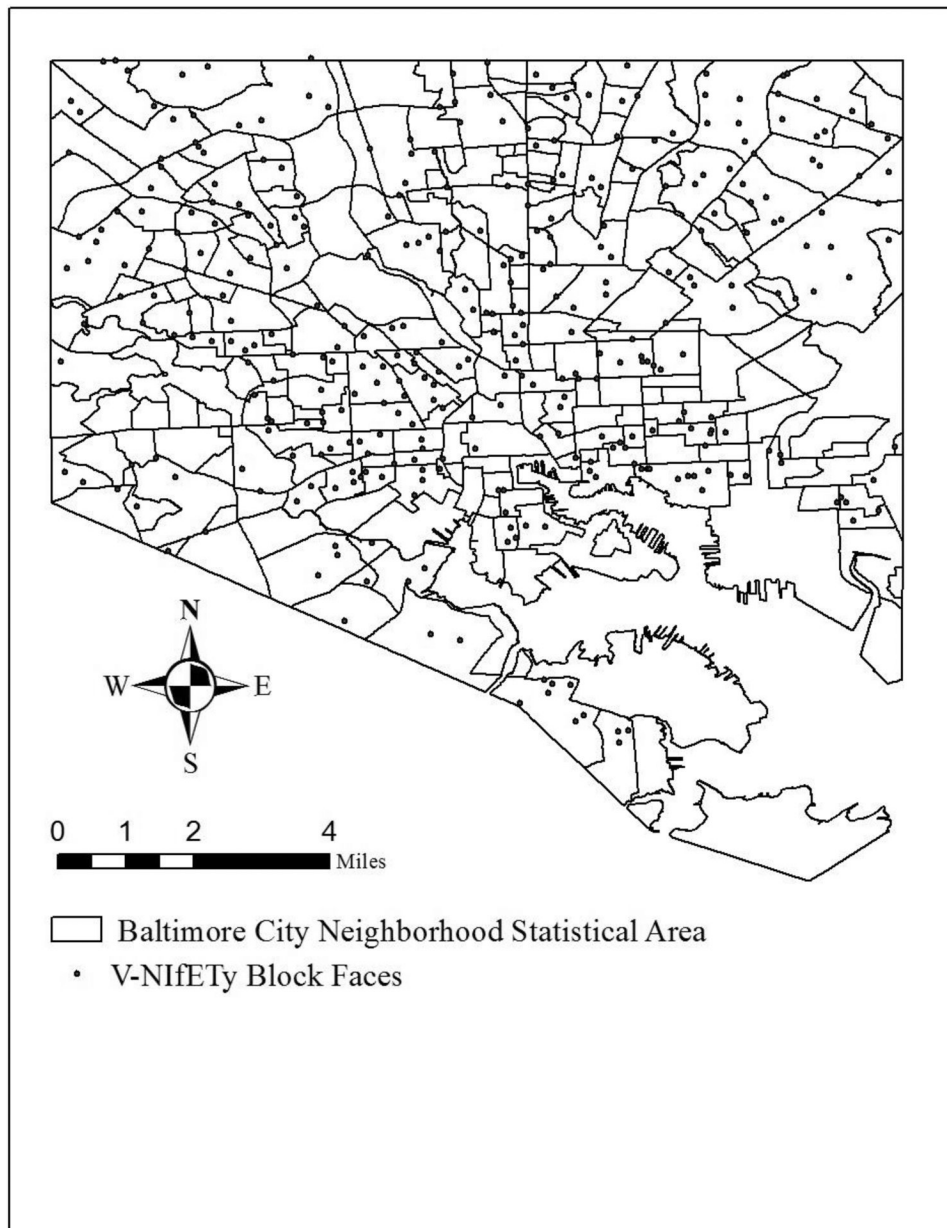 N
W E
S
0 1 2 4
Miles
Baltimore City Neighborhood Statistical Area
V-NIfETy Block Faces